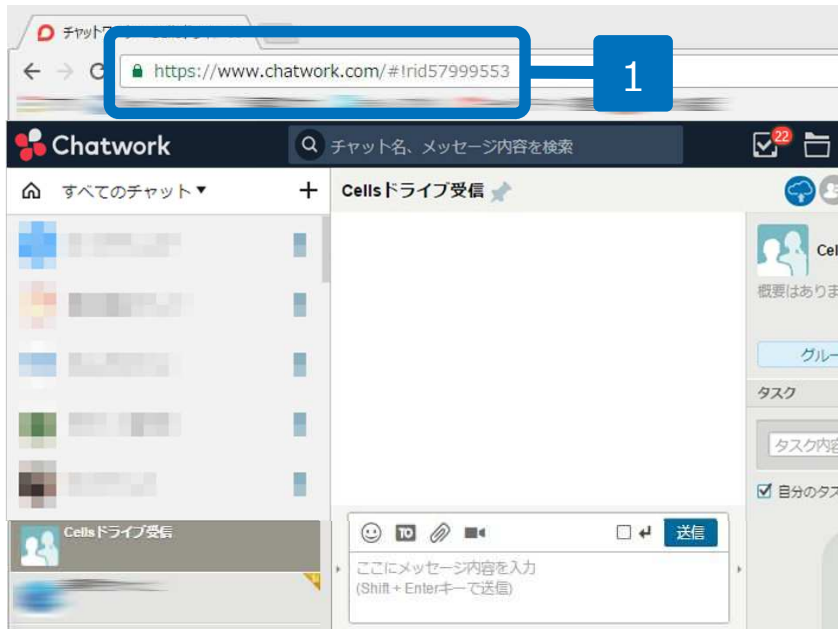 https://www.chatwork.com/#!rid57999553
1
Chatwork
チャット名、メッセージ内容を検索
22
すべてのチャット▼
+
Cellsドライブ受信
Cel
概要はありま
グルー
タスク
タスク内容
自分のタス
Cellsドライブ受信
TO
送信
ここにメッセージ内容を入力
(Shift + Enterキーで送信)